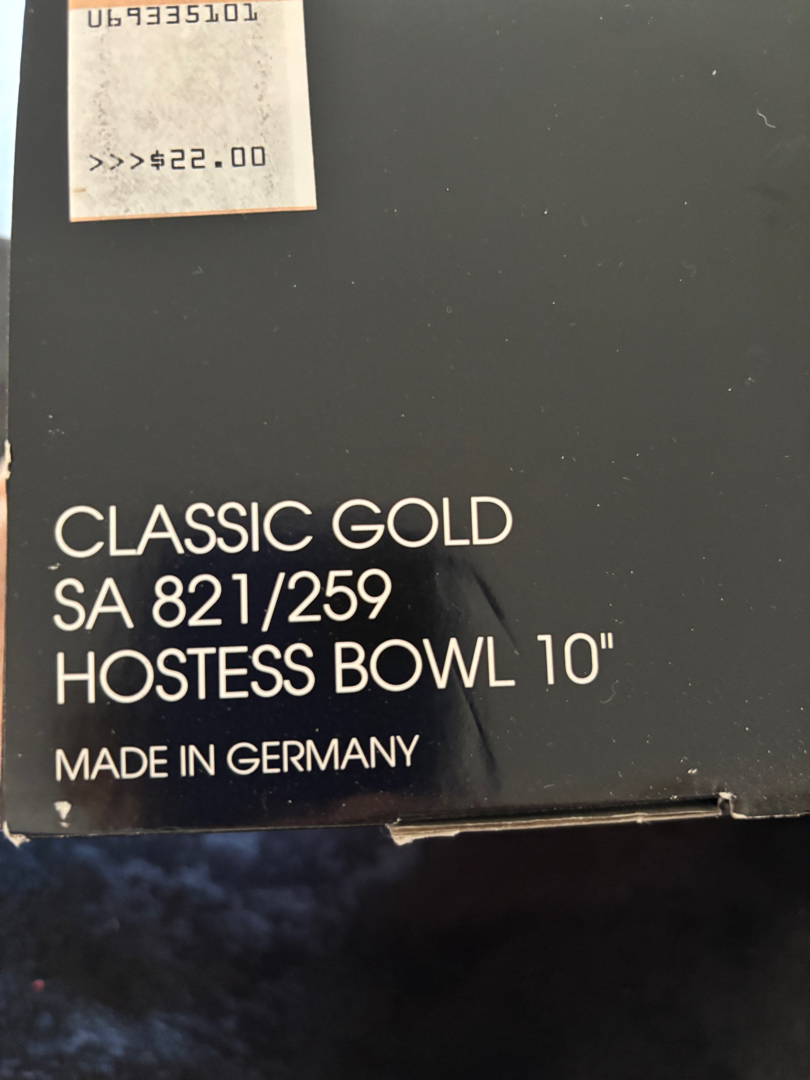 U69335101
>>>$22.00
CLASSIC GOLD
SA 821/259
HOSTESS BOWL 10"
MADE IN GERMANY